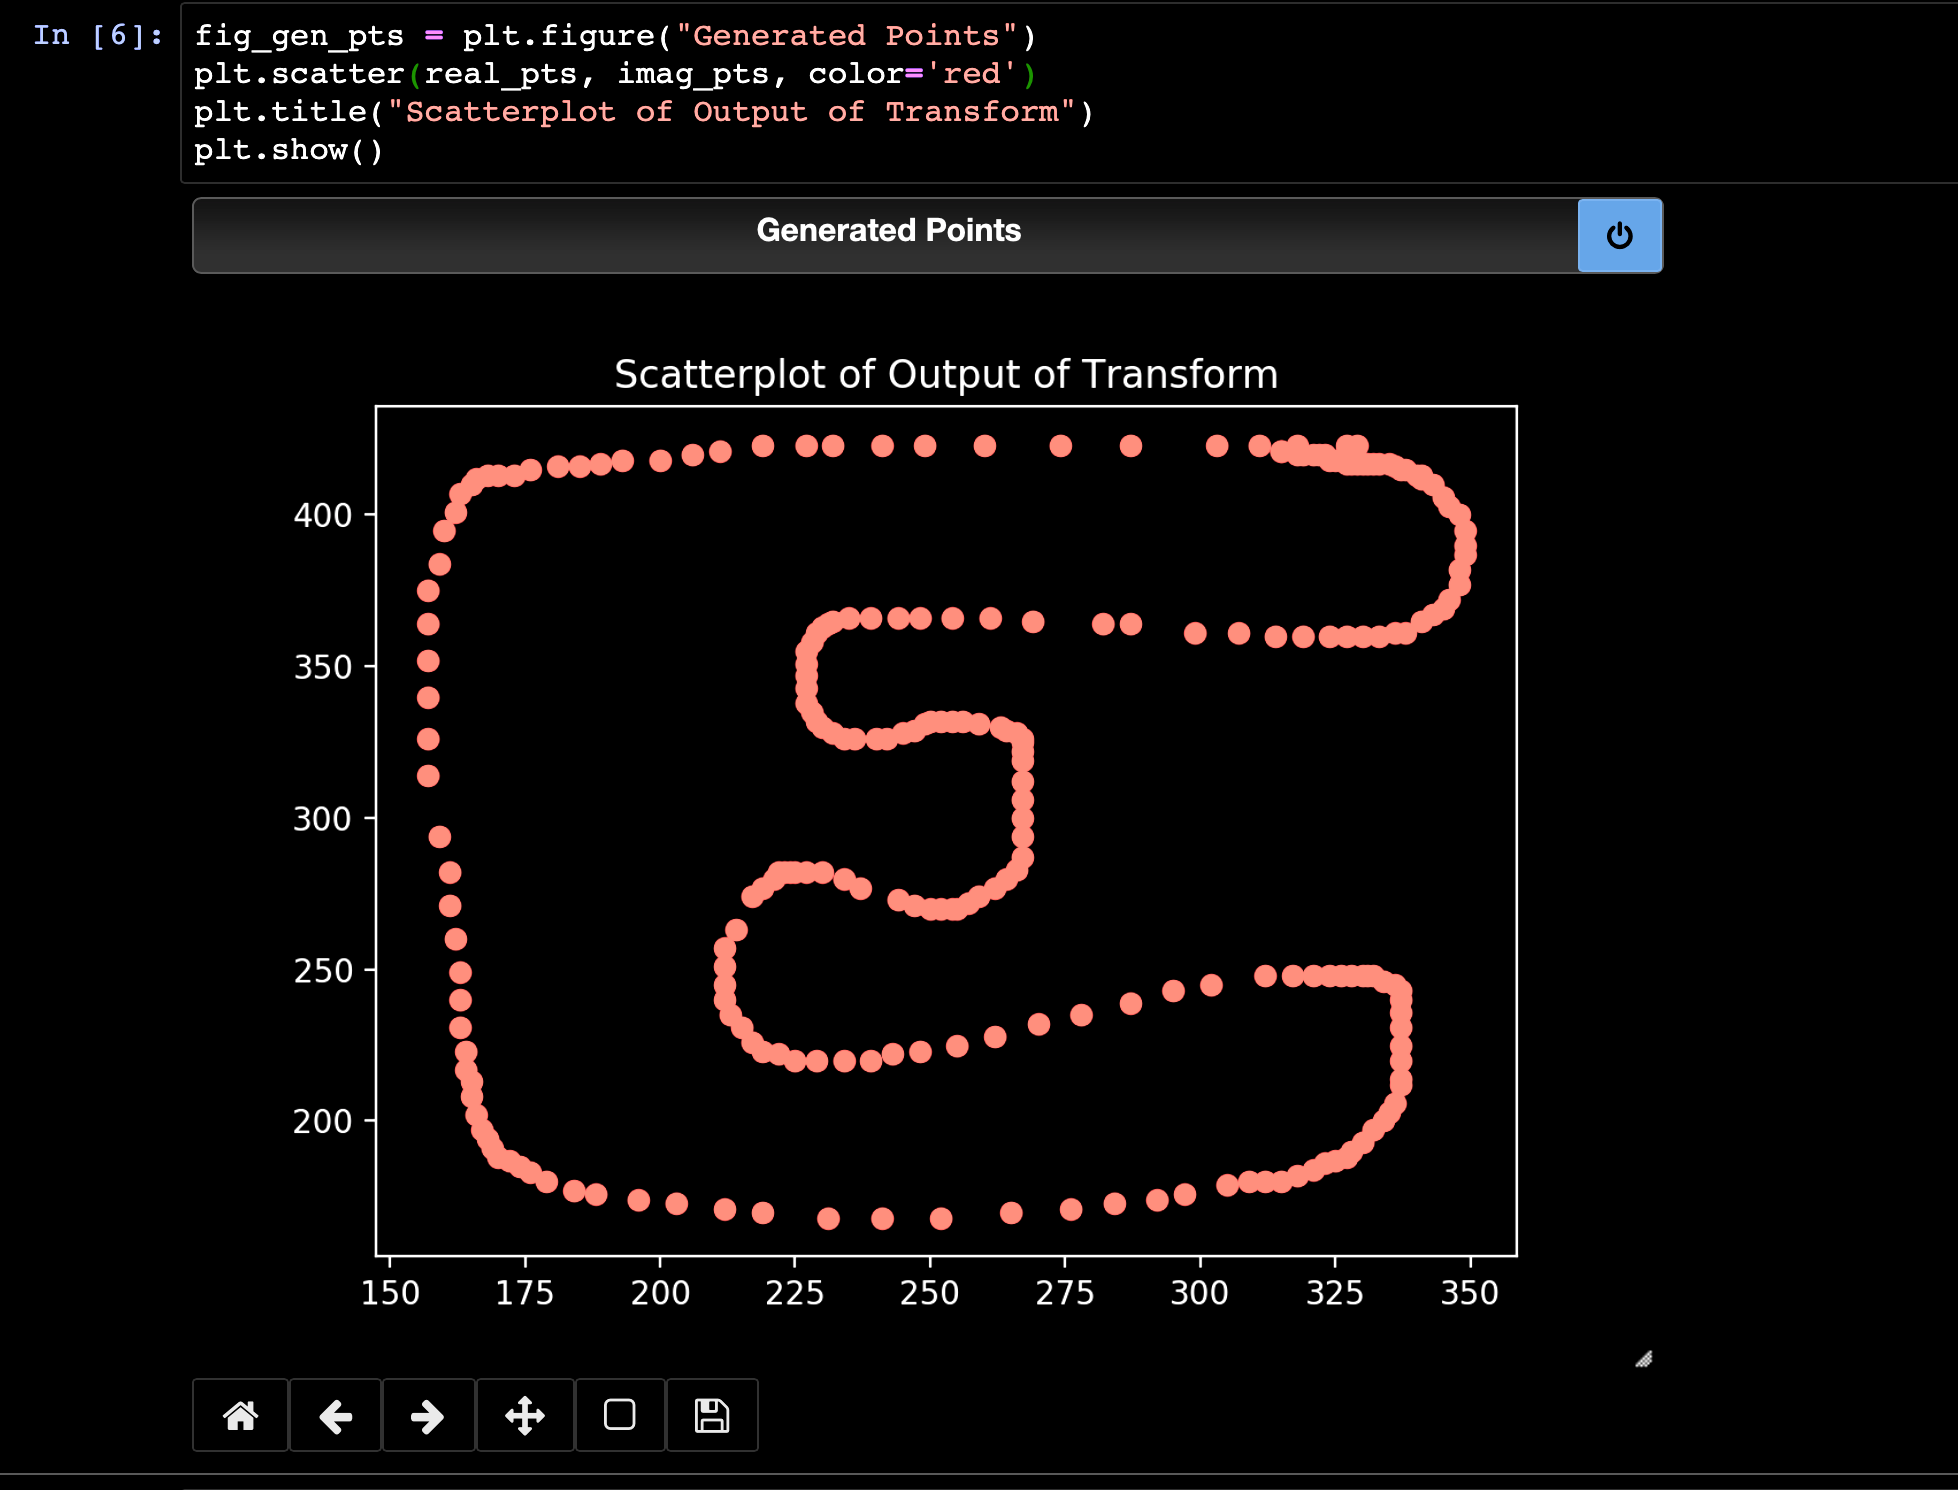 In [6]:
fig_gen_pts = plt.figure("Generated Points")
plt.scatter(real_pts, imag_pts, color='red')
plt.title("Scatterplot of Output of Transform")
plt.show()
Generated Points
Scatterplot of Output of Transform
400
350
300
250
200
150 175 200 225 250 275 300 325 350